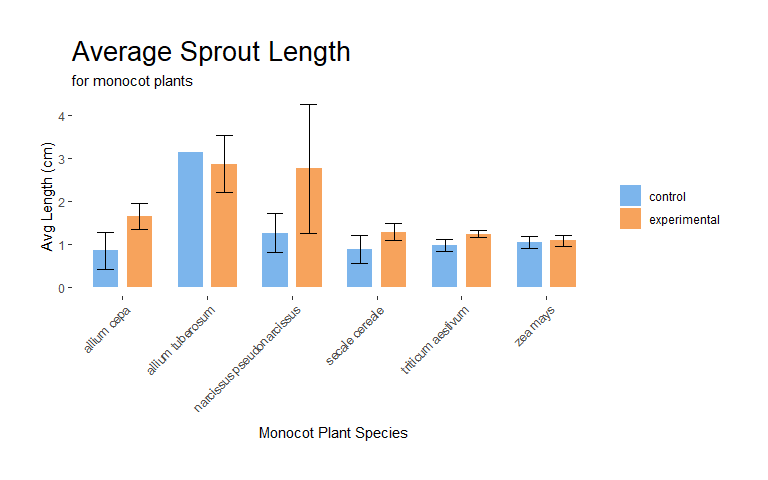 Average Sprout Length
for monocot plants
Avg Length (cm)
4
3
2
1
0
allium cepa
allium tuberosum
narcissus pseudonarcissus
secale cereale
triticum aestivum
zea mays
Monocot Plant Species
control
experimental